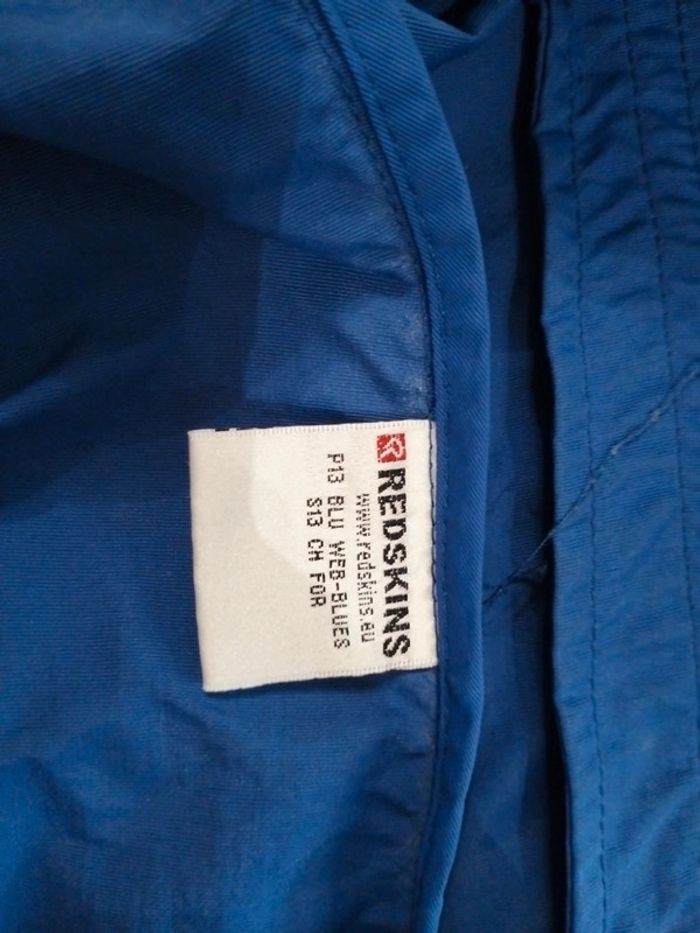 REDSKINS
www.redskins.eu
P13 BLU WEB-BLUES
S13 CH FOR